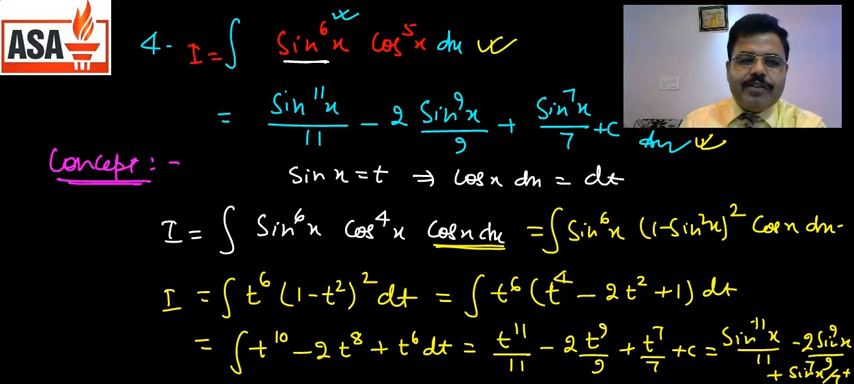 ASA
4. I = ∫ sin⁶x cos⁵x dx
= sin¹¹x/11 − 2 sin⁹x/9 + sin⁷x/7 + c
dx
Concept :-
sin x = t ⇒ cos x dx = dt
I = ∫ sin⁶x cos⁴x cos x dx = ∫ sin⁶x (1-sin²x)² cos x dx-
I = ∫ t⁶ (1-t²)² dt = ∫ t⁶ (t⁴ − 2t² + 1) dt
= ∫ t¹⁰ − 2t⁸ + t⁶ dt = t¹¹/11 − 2 t⁹/9 + t⁷/7 + c = sin¹¹x/11 − 2 sin⁹x/9
+ sin⁷x/7 +